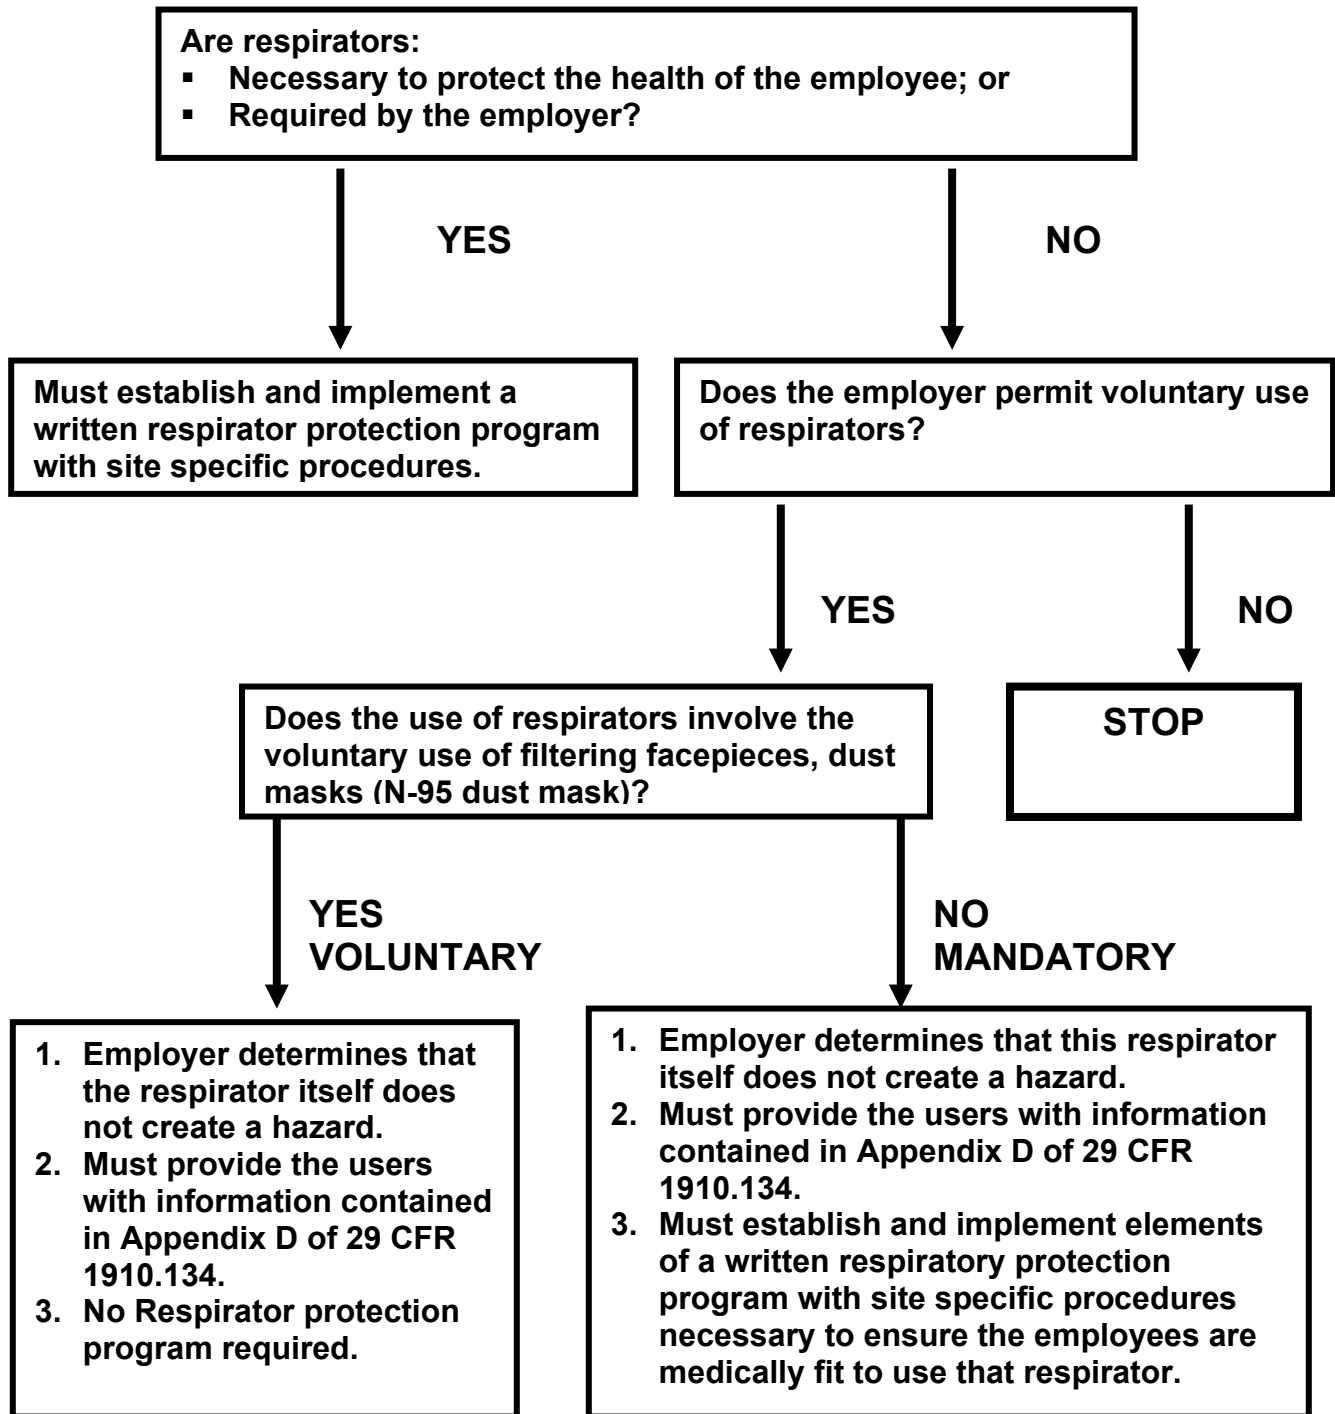 Are respirators:
▪ Necessary to protect the health of the employee; or
▪ Required by the employer?
YES
NO
Must establish and implement a
written respirator protection program
with site specific procedures.
Does the employer permit voluntary use
of respirators?
YES
NO
Does the use of respirators involve the
voluntary use of filtering facepieces, dust
masks (N-95 dust mask)?
STOP
YES
VOLUNTARY
NO
MANDATORY
1. Employer determines that
the respirator itself does
not create a hazard.
2. Must provide the users
with information contained
in Appendix D of 29 CFR
1910.134.
3. No Respirator protection
program required.
1. Employer determines that this respirator
itself does not create a hazard.
2. Must provide the users with information
contained in Appendix D of 29 CFR
1910.134.
3. Must establish and implement elements
of a written respiratory protection
program with site specific procedures
necessary to ensure the employees are
medically fit to use that respirator.